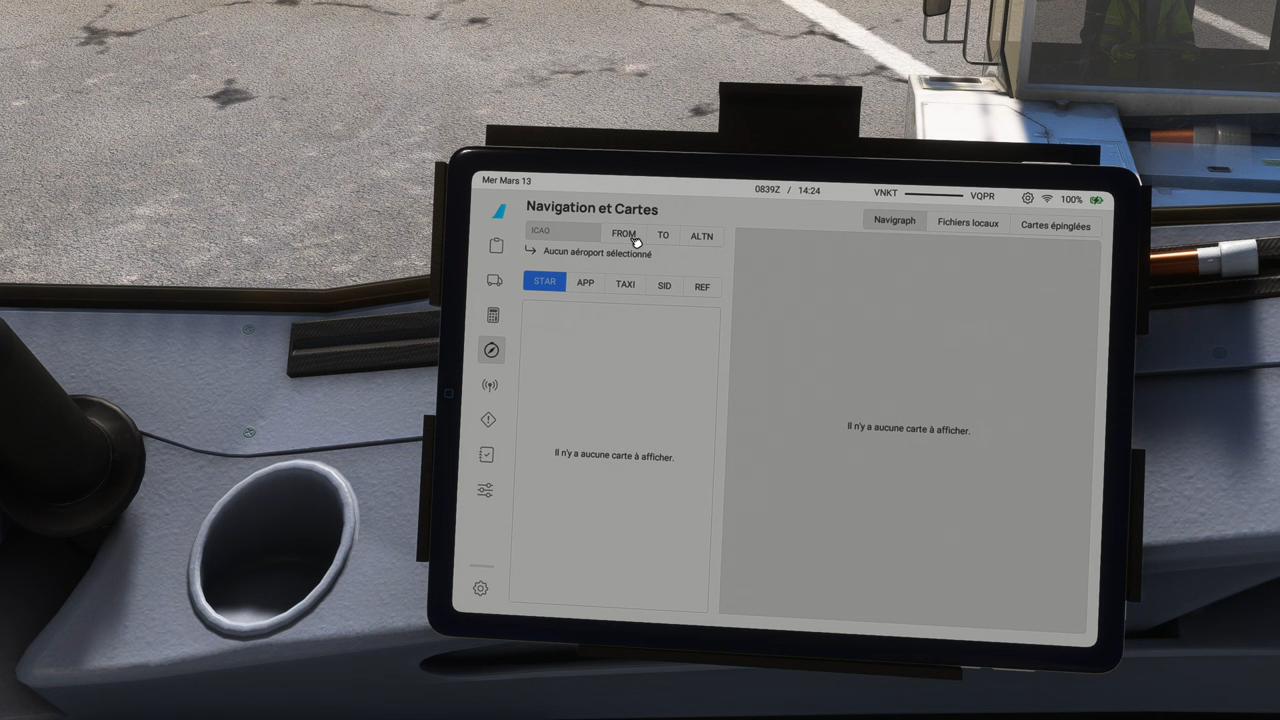 Mer Mars 13
0839Z / 14:24
VNKT
VQPR
100%
Navigation et Cartes
Navigraph
Fichiers locaux
Cartes épinglées
ICAO
FROM
TO
ALTN
Aucun aéroport sélectionné
STAR
APP
TAXI
SID
REF
Il n'y a aucune carte à afficher.
Il n'y a aucune carte à afficher.